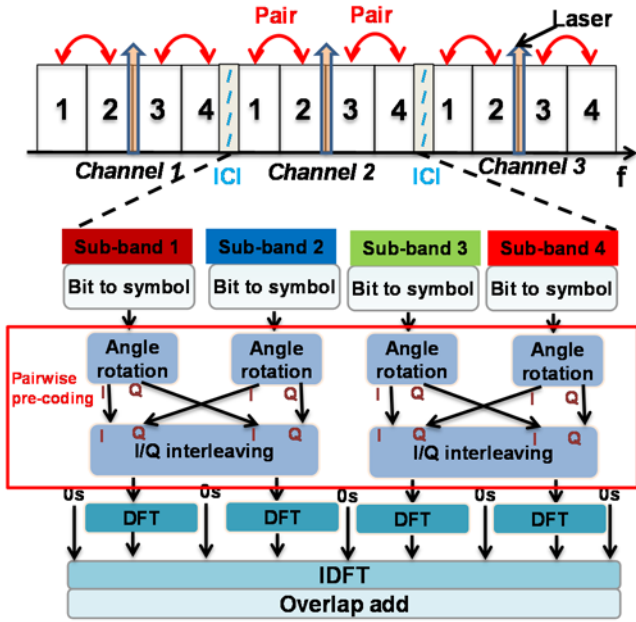 Pair Pair Laser
1 2 3 4 1 2 3 4 1 2 3 4
Channel 1 ICI Channel 2 ICI Channel 3 f
Sub-band 1 Sub-band 2 Sub-band 3 Sub-band 4
Bit to symbol Bit to symbol Bit to symbol Bit to symbol
Pairwise
pre-coding
Angle
rotation
Angle
rotation
Angle
rotation
Angle
rotation
I Q I Q I Q I Q
I Q I Q I Q I Q
I/Q interleaving I/Q interleaving
0s 0s 0s 0s 0s
DFT DFT DFT DFT
IDFT
Overlap add